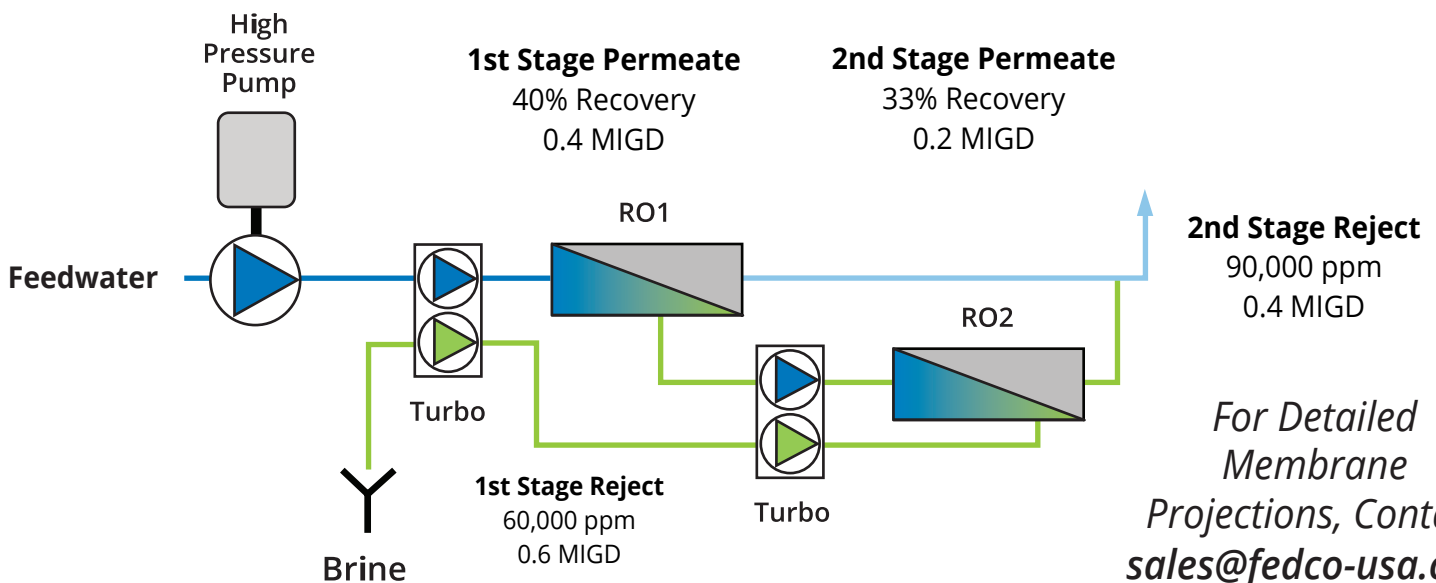 High
Pressure
Pump
1st Stage Permeate
40% Recovery
0.4 MIGD
2nd Stage Permeate
33% Recovery
0.2 MIGD
RO1
2nd Stage Reject
90,000 ppm
0.4 MIGD
Feedwater
RO2
Turbo
For Detailed
Membrane
Projections,
sales@fedco-usa.
1st Stage Reject
60,000 ppm
0.6 MIGD
Turbo
Brine